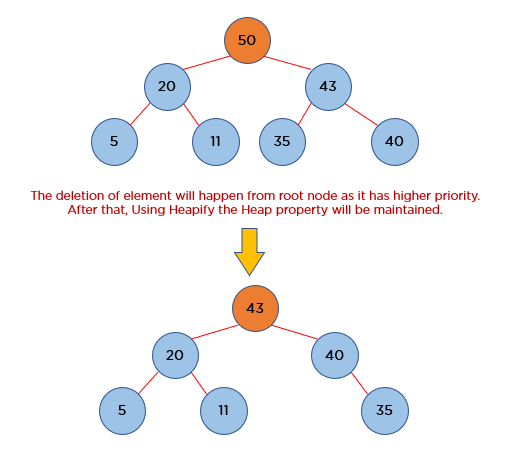 50
20 43
5 11 35 40
The deletion of element will happen from root node as it has higher priority.
After that, Using Heapify the Heap property will be maintained.
43
20 40
5 11 35